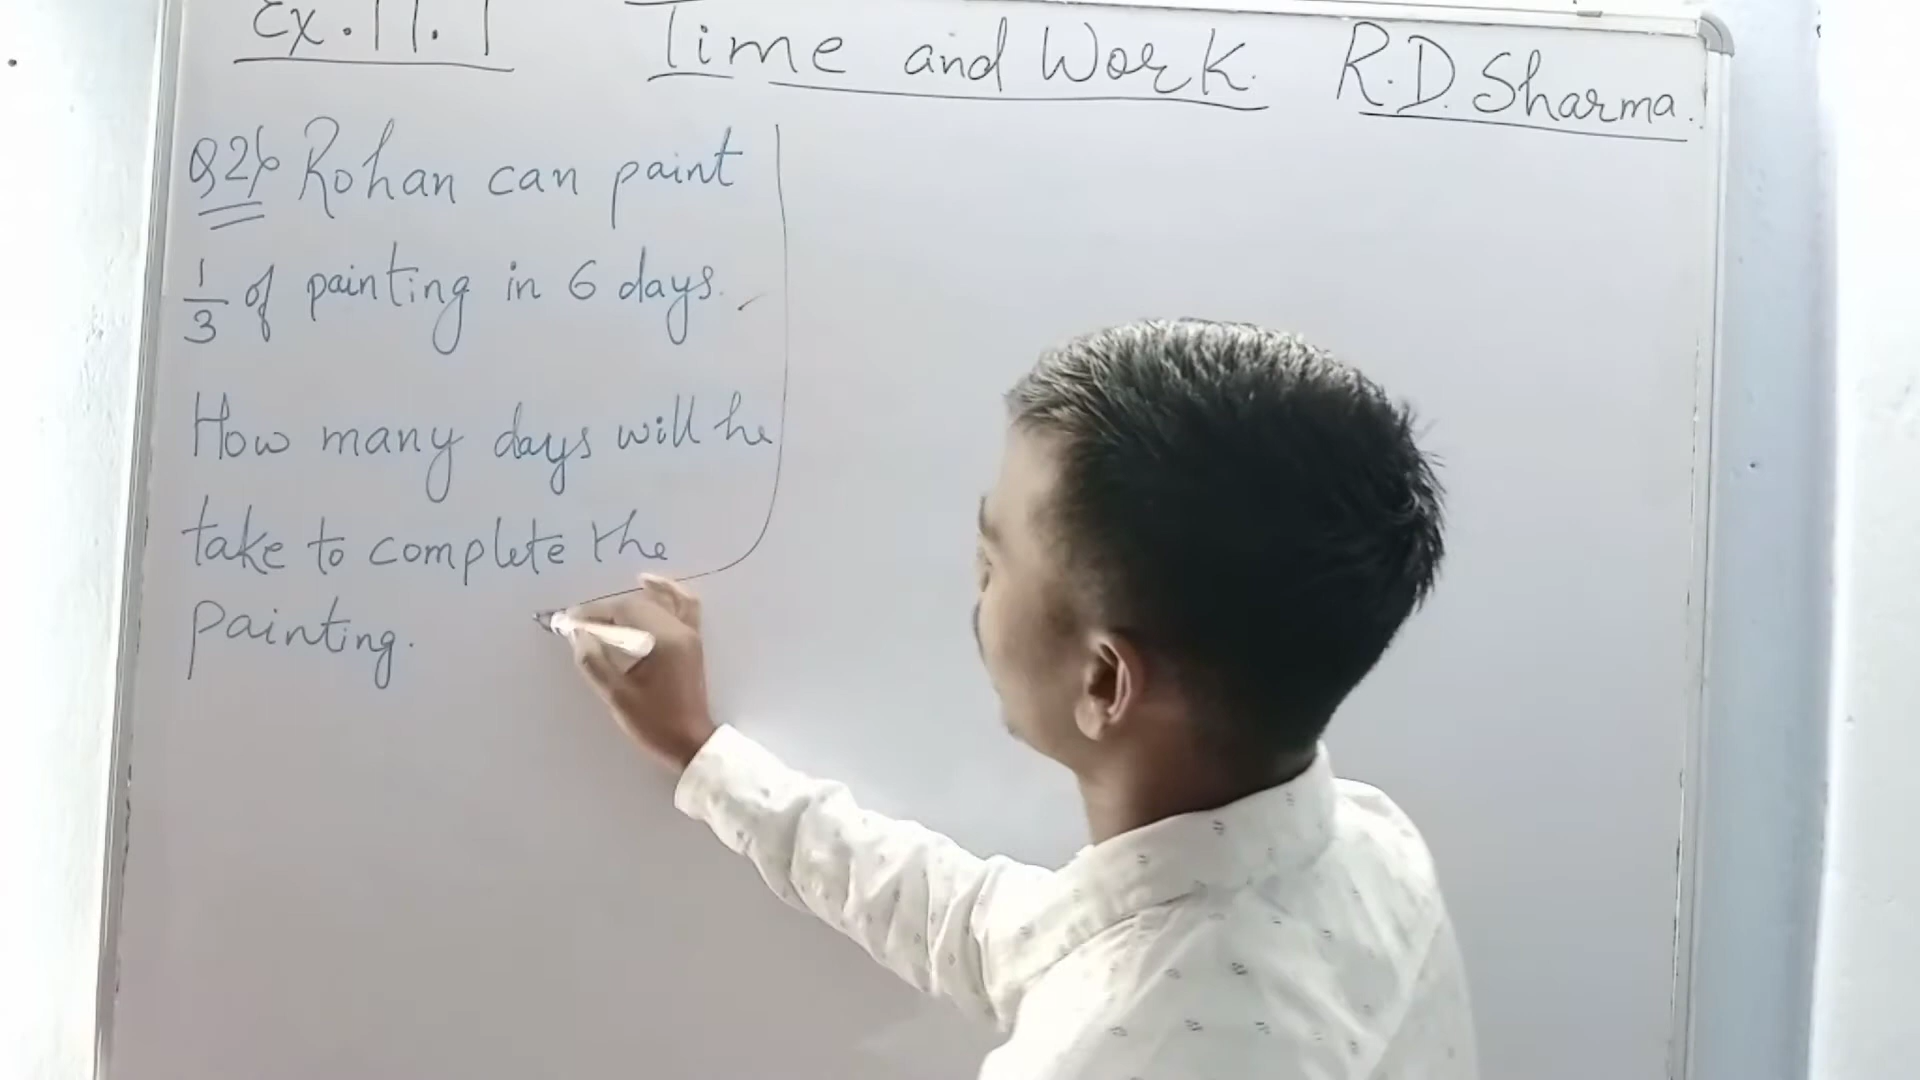 Ex. 11.1 Time and Work. R.D. Sharma.
Q2 Rohan can paint
1/3 of painting in 6 days.
How many days will he
take to complete the
painting.